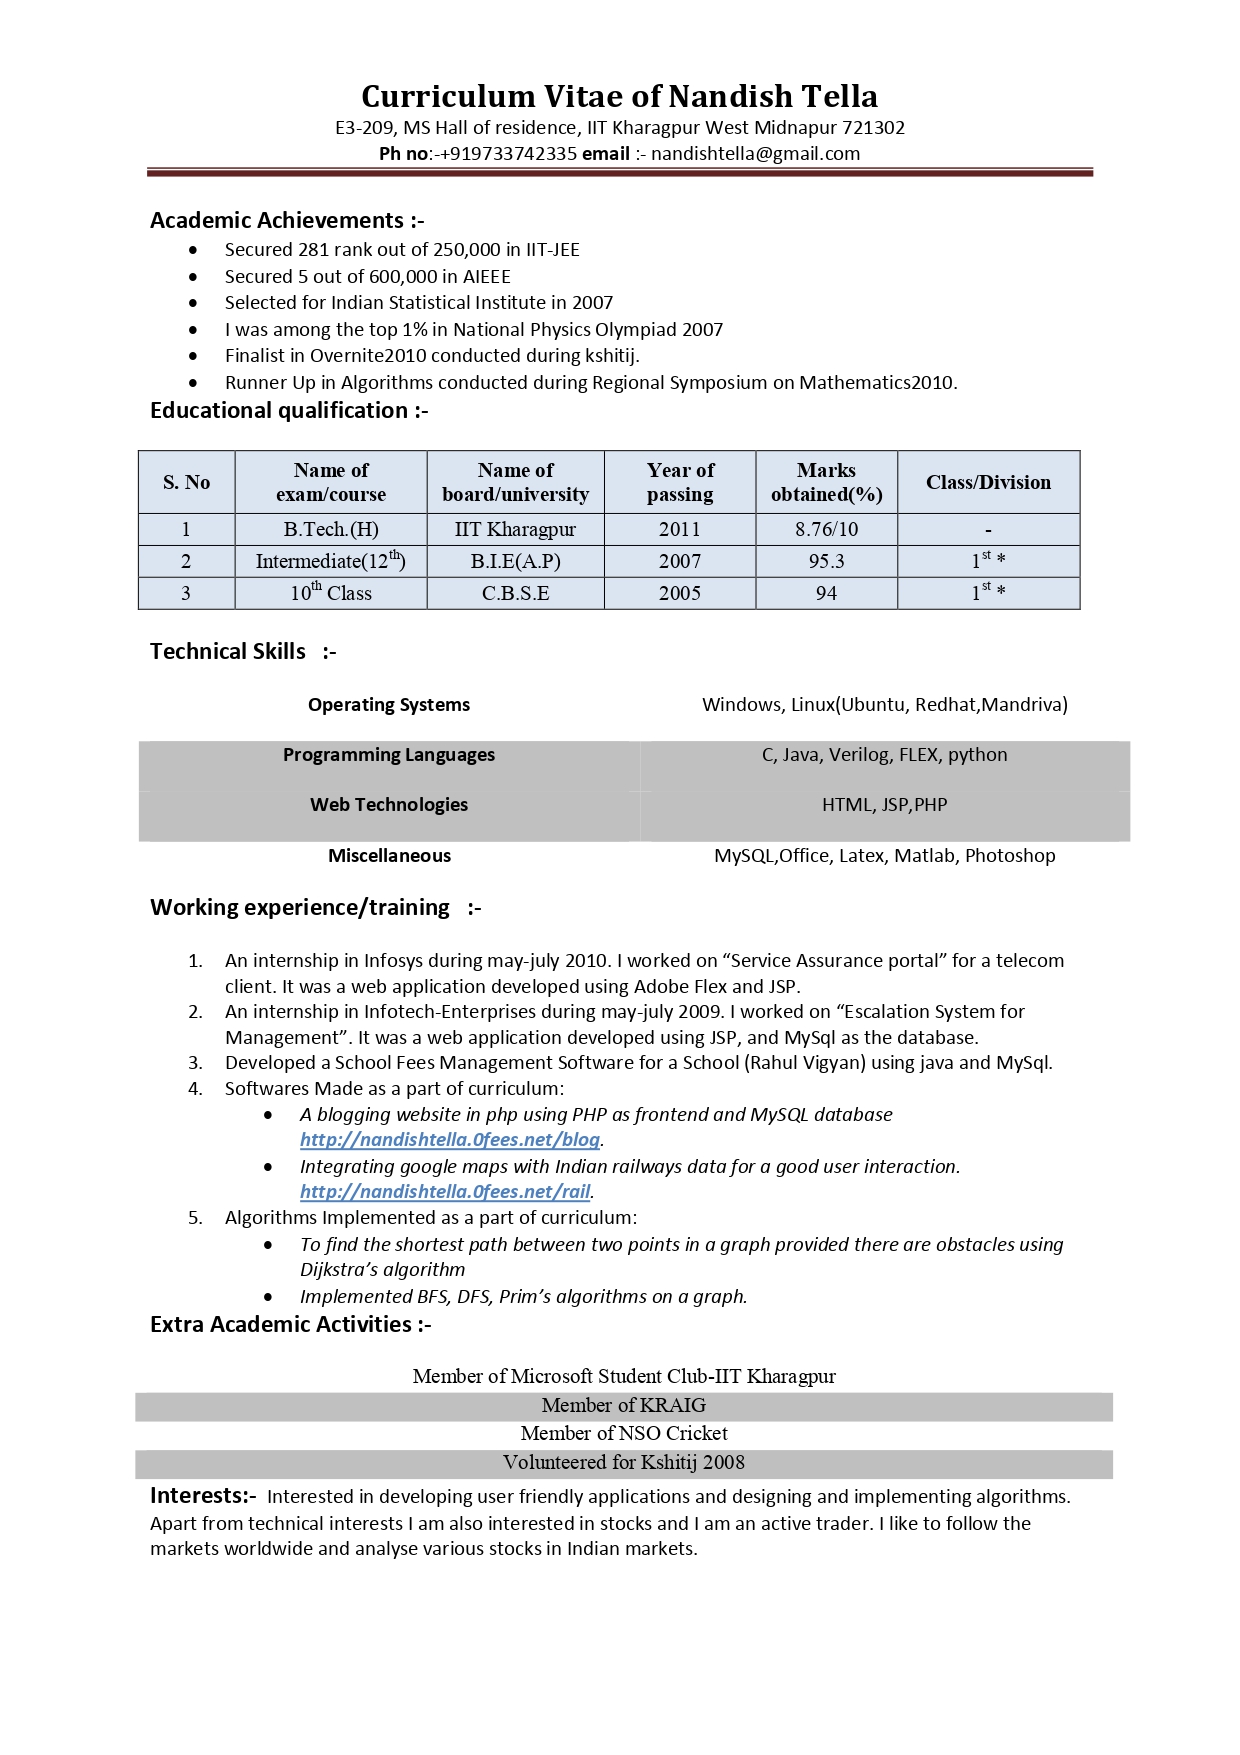 Curriculum Vitae of Nandish Tella
E3-209, MS Hall of residence, IIT Kharagpur West Midnapur 721302
Ph no:-+919733742335 email :- nandishtella@gmail.com
Academic Achievements :-
• Secured 281 rank out of 250,000 in IIT-JEE
• Secured 5 out of 600,000 in AIEEE
• Selected for Indian Statistical Institute in 2007
• I was among the top 1% in National Physics Olympiad 2007
• Finalist in Overnite2010 conducted during kshitij.
• Runner Up in Algorithms conducted during Regional Symposium on Mathematics2010.
Educational qualification :-
S. No Name of exam/course Name of board/university Year of passing Marks obtained(%) Class/Division
1 B.Tech.(H) IIT Kharagpur 2011 8.76/10 -
2 Intermediate(12th) B.I.E(A.P) 2007 95.3 1st *
3 10th Class C.B.S.E 2005 94 1st *
Technical Skills :-
Operating Systems Windows, Linux(Ubuntu, Redhat,Mandriva)
Programming Languages C, Java, Verilog, FLEX, python
Web Technologies HTML, JSP,PHP
Miscellaneous MySQL,Office, Latex, Matlab, Photoshop
Working experience/training :-
1. An internship in Infosys during may-july 2010. I worked on “Service Assurance portal” for a telecom
client. It was a web application developed using Adobe Flex and JSP.
2. An internship in Infotech-Enterprises during may-july 2009. I worked on “Escalation System for
Management”. It was a web application developed using JSP, and MySql as the database.
3. Developed a School Fees Management Software for a School (Rahul Vigyan) using java and MySql.
4. Softwares Made as a part of curriculum:
• A blogging website in php using PHP as frontend and MySQL database
http://nandishtella.0fees.net/blog.
• Integrating google maps with Indian railways data for a good user interaction.
http://nandishtella.0fees.net/rail.
5. Algorithms Implemented as a part of curriculum:
• To find the shortest path between two points in a graph provided there are obstacles using
Dijkstra’s algorithm
• Implemented BFS, DFS, Prim’s algorithms on a graph.
Extra Academic Activities :-
Member of Microsoft Student Club-IIT Kharagpur
Member of KRAIG
Member of NSO Cricket
Volunteered for Kshitij 2008
Interests:- Interested in developing user friendly applications and designing and implementing algorithms.
Apart from technical interests I am also interested in stocks and I am an active trader. I like to follow the
markets worldwide and analyse various stocks in Indian markets.